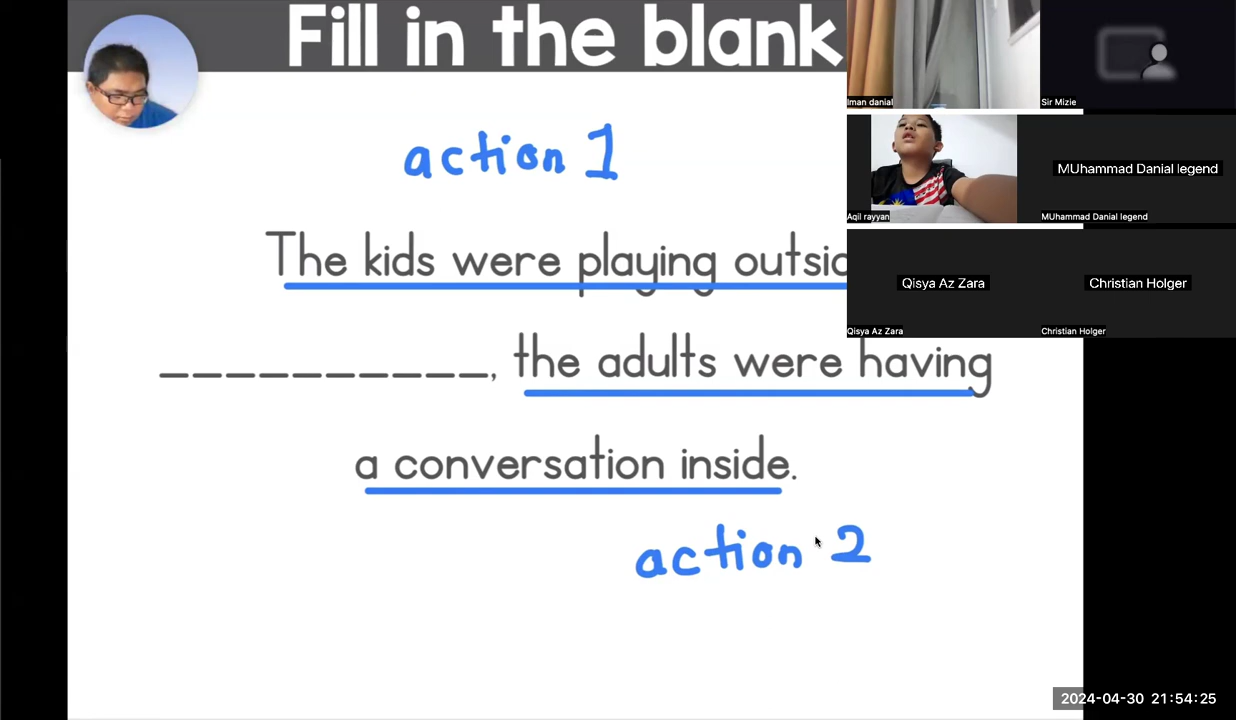 Fill in the blank
action 1
The kids were playing
__________, the adults were having
a conversation inside.
action 2
Iman danial
Sir Mizie
Aqil rayyan
MUhammad Danial legend
MUhammad Danial legend
Qisya Az Zara
Qisya Az Zara
Christian Holger
Christian Holger
2024-04-30 21:54:25